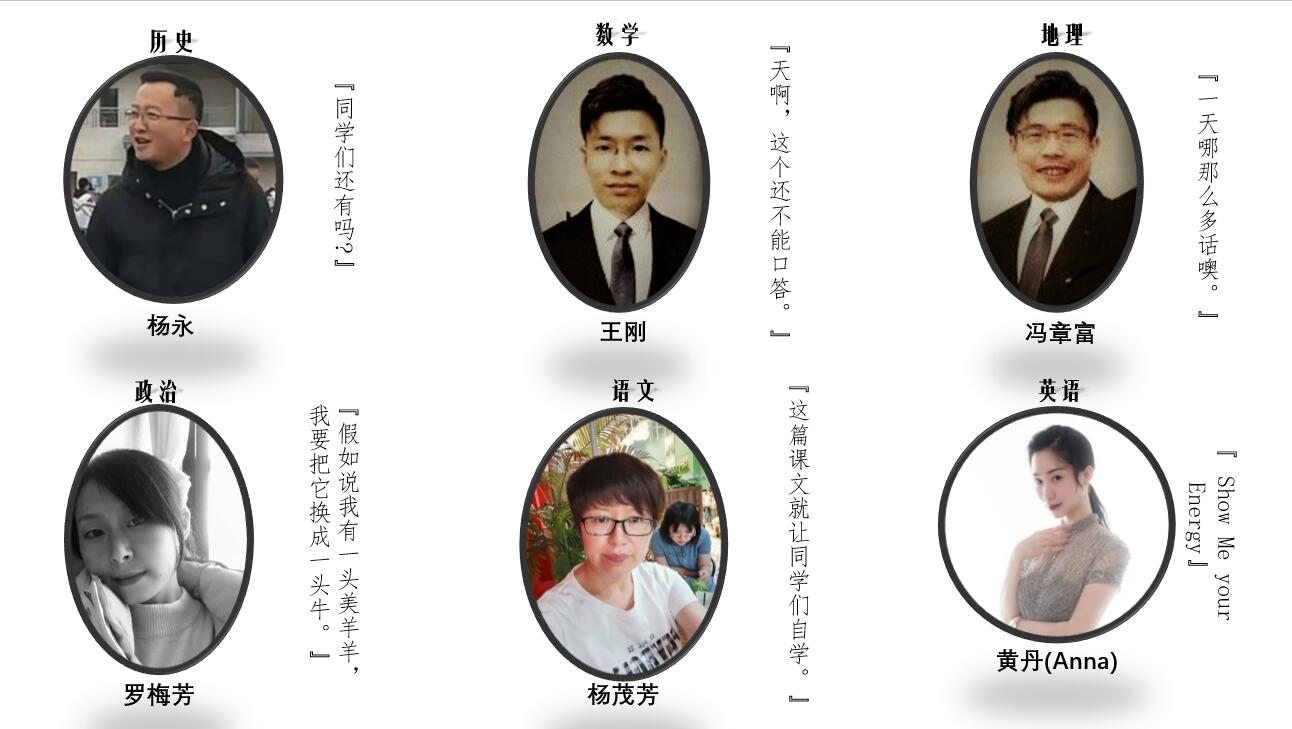 历史
『同学们还有吗?』
杨永
数学
『天啊，这个还不能口答。』
王刚
地理
『一天哪那么多话噢。』
冯章富
政治
『假如说我有一头美羊羊，
我要把它换成一头牛。』
罗梅芳
语文
『这篇课文就让同学们自学。』
杨茂芳
英语
『Show Me your
Energy』
黄丹(Anna)